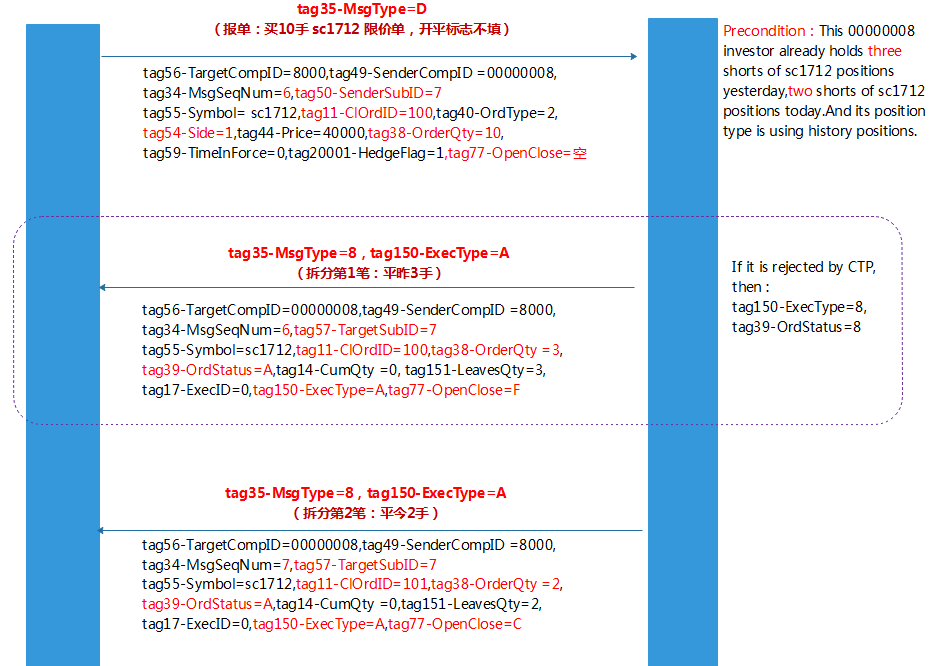 tag35-MsgType=D
（报单：买10手 sc1712 限价单，开平标志不填）
tag56-TargetCompID=8000,tag49-SenderCompID =00000008,
tag34-MsgSeqNum=6,tag50-SenderSubID=7
tag55-Symbol= sc1712,tag11-ClOrdID=100,tag40-OrdType=2,
tag54-Side=1,tag44-Price=40000,tag38-OrderQty=10,
tag59-TimeInForce=0,tag20001-HedgeFlag=1,tag77-OpenClose=空
Precondition : This 00000008
investor already holds three
shorts of sc1712 positions
yesterday,two shorts of sc1712
positions today.And its position
type is using history positions.
tag35-MsgType=8，tag150-ExecType=A
（拆分第1笔：平昨3手）
tag56-TargetCompID=00000008,tag49-SenderCompID =8000,
tag34-MsgSeqNum=6,tag57-TargetSubID=7
tag55-Symbol=sc1712,tag11-ClOrdID=100,tag38-OrderQty =3,
tag39-OrdStatus=A,tag14-CumQty =0, tag151-LeavesQty=3,
tag17-ExecID=0,tag150-ExecType=A,tag77-OpenClose=F
If it is rejected by CTP,
then :
tag150-ExecType=8,
tag39-OrdStatus=8
tag35-MsgType=8，tag150-ExecType=A
（拆分第2笔：平今2手）
tag56-TargetCompID=00000008,tag49-SenderCompID =8000,
tag34-MsgSeqNum=7,tag57-TargetSubID=7
tag55-Symbol=sc1712,tag11-ClOrdID=101,tag38-OrderQty =2,
tag39-OrdStatus=A,tag14-CumQty =0,tag151-LeavesQty=2,
tag17-ExecID=0,tag150-ExecType=A,tag77-OpenClose=C